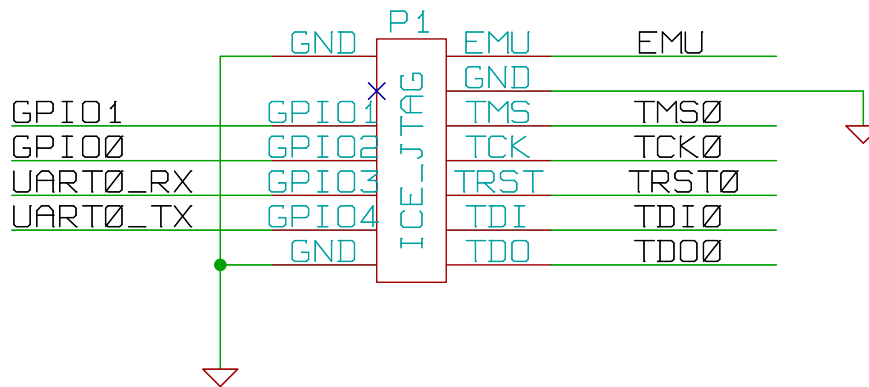 P1
GND EMU EMU
GND
GPIO1 GPIO1 TMS TMS0
GPIO0 GPIO2 TCK TCK0
UART0_RX GPIO3 TRST TRST0
UART0_TX GPIO4 TDI TDI0
GND TDO TDO0
ICE_JTAG